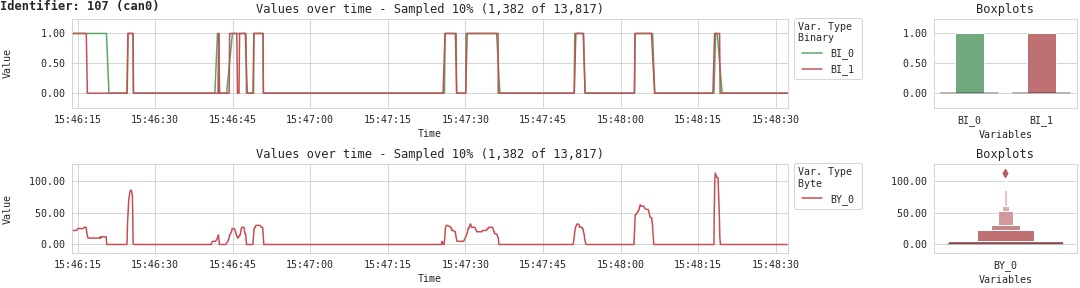 Identifier: 107 (can0)
Values over time - Sampled 10% (1,382 of 13,817)
Boxplots
Value
1.00
0.50
0.00
15:46:15 15:46:30 15:46:45 15:47:00 15:47:15 15:47:30 15:47:45 15:48:00 15:48:15 15:48:30
Time
Var. Type
Binary
BI_0
BI_1
1.00
0.50
0.00
BI_0 BI_1
Variables
Values over time - Sampled 10% (1,382 of 13,817)
Boxplots
Value
100.00
50.00
0.00
15:46:15 15:46:30 15:46:45 15:47:00 15:47:15 15:47:30 15:47:45 15:48:00 15:48:15 15:48:30
Time
Var. Type
Byte
BY_0
100.00
50.00
0.00
BY_0
Variables